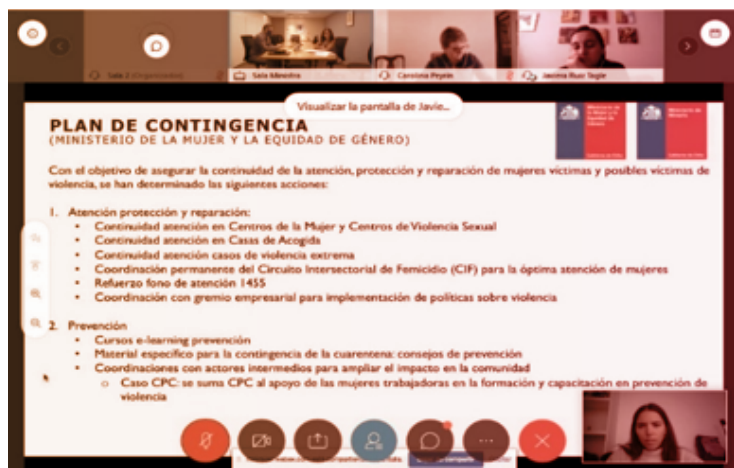 Sala 2 (Organizador)
Sala Ministra
Carolina Peyrin
Javiera Ruiz Tagle
Visualizar la pantalla de Javie...
PLAN DE CONTINGENCIA
(MINISTERIO DE LA MUJER Y LA EQUIDAD DE GÉNERO)
Con el objetivo de asegurar la continuidad de la atención, protección y reparación de mujeres víctimas y posibles víctimas de
violencia, se han determinado las siguientes acciones:
1. Atención protección y reparación:
▪ Continuidad atención en Centros de la Mujer y Centros de Violencia Sexual
▪ Continuidad atención en Casas de Acogida
▪ Continuidad atención casos de violencia extrema
▪ Coordinación permanente del Circuito Intersectorial de Femicidio (CIF) para la óptima atención de mujeres
▪ Refuerzo fono de atención 1455
▪ Coordinación con gremio empresarial para implementación de políticas sobre violencia
2. Prevención
▪ Cursos e-learning prevención
▪ Material específico para la contingencia de la cuarentena: consejos de prevención
▪ Coordinaciones con actores intermedios para ampliar el impacto en la comunidad
○ Caso CPC: se suma CPC al apoyo de las mujeres trabajadoras en la formación y capacitación en prevención de
violencia